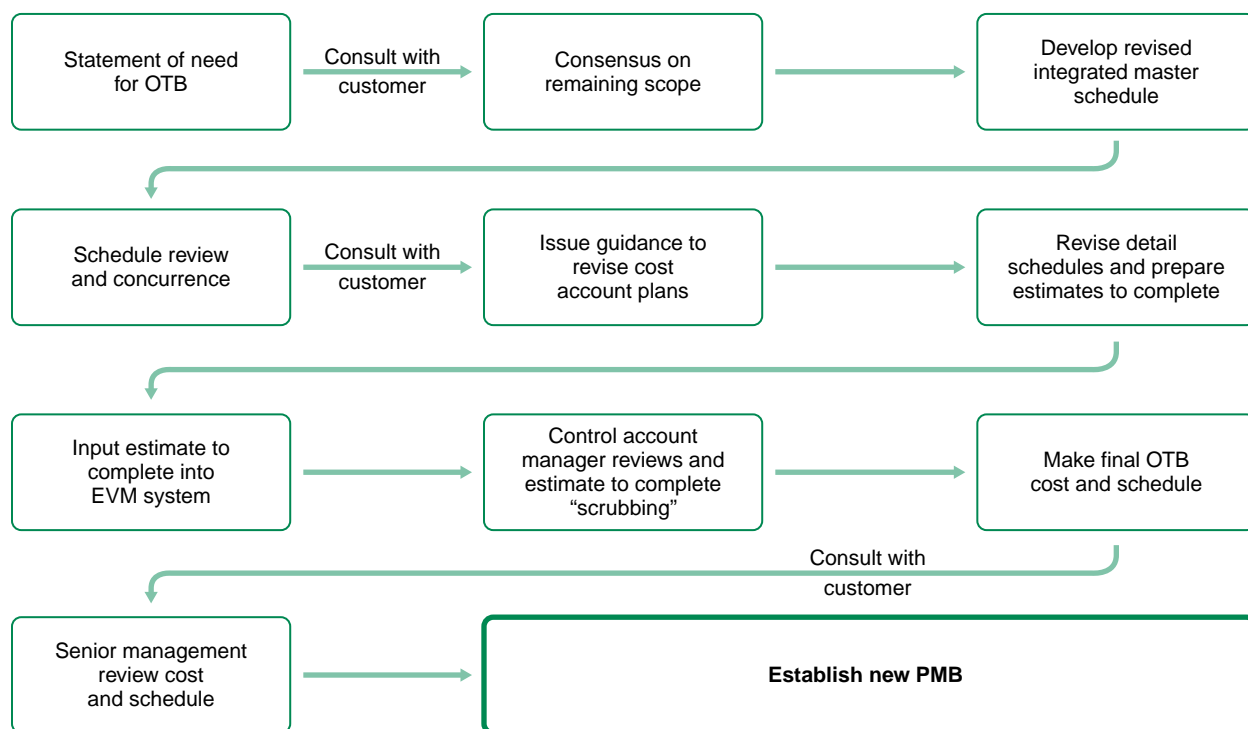 Statement of need
for OTB
Consult with
customer
Consensus on
remaining scope
Develop revised
integrated master
schedule
Schedule review
and concurrence
Consult with
customer
Issue guidance to
revise cost
account plans
Revise detail
schedules and prepare
estimates to complete
Input estimate to
complete into
EVM system
Control account
manager reviews and
estimate to complete
“scrubbing”
Make final OTB
cost and schedule
Consult with
customer
Senior management
review cost
and schedule
Establish new PMB